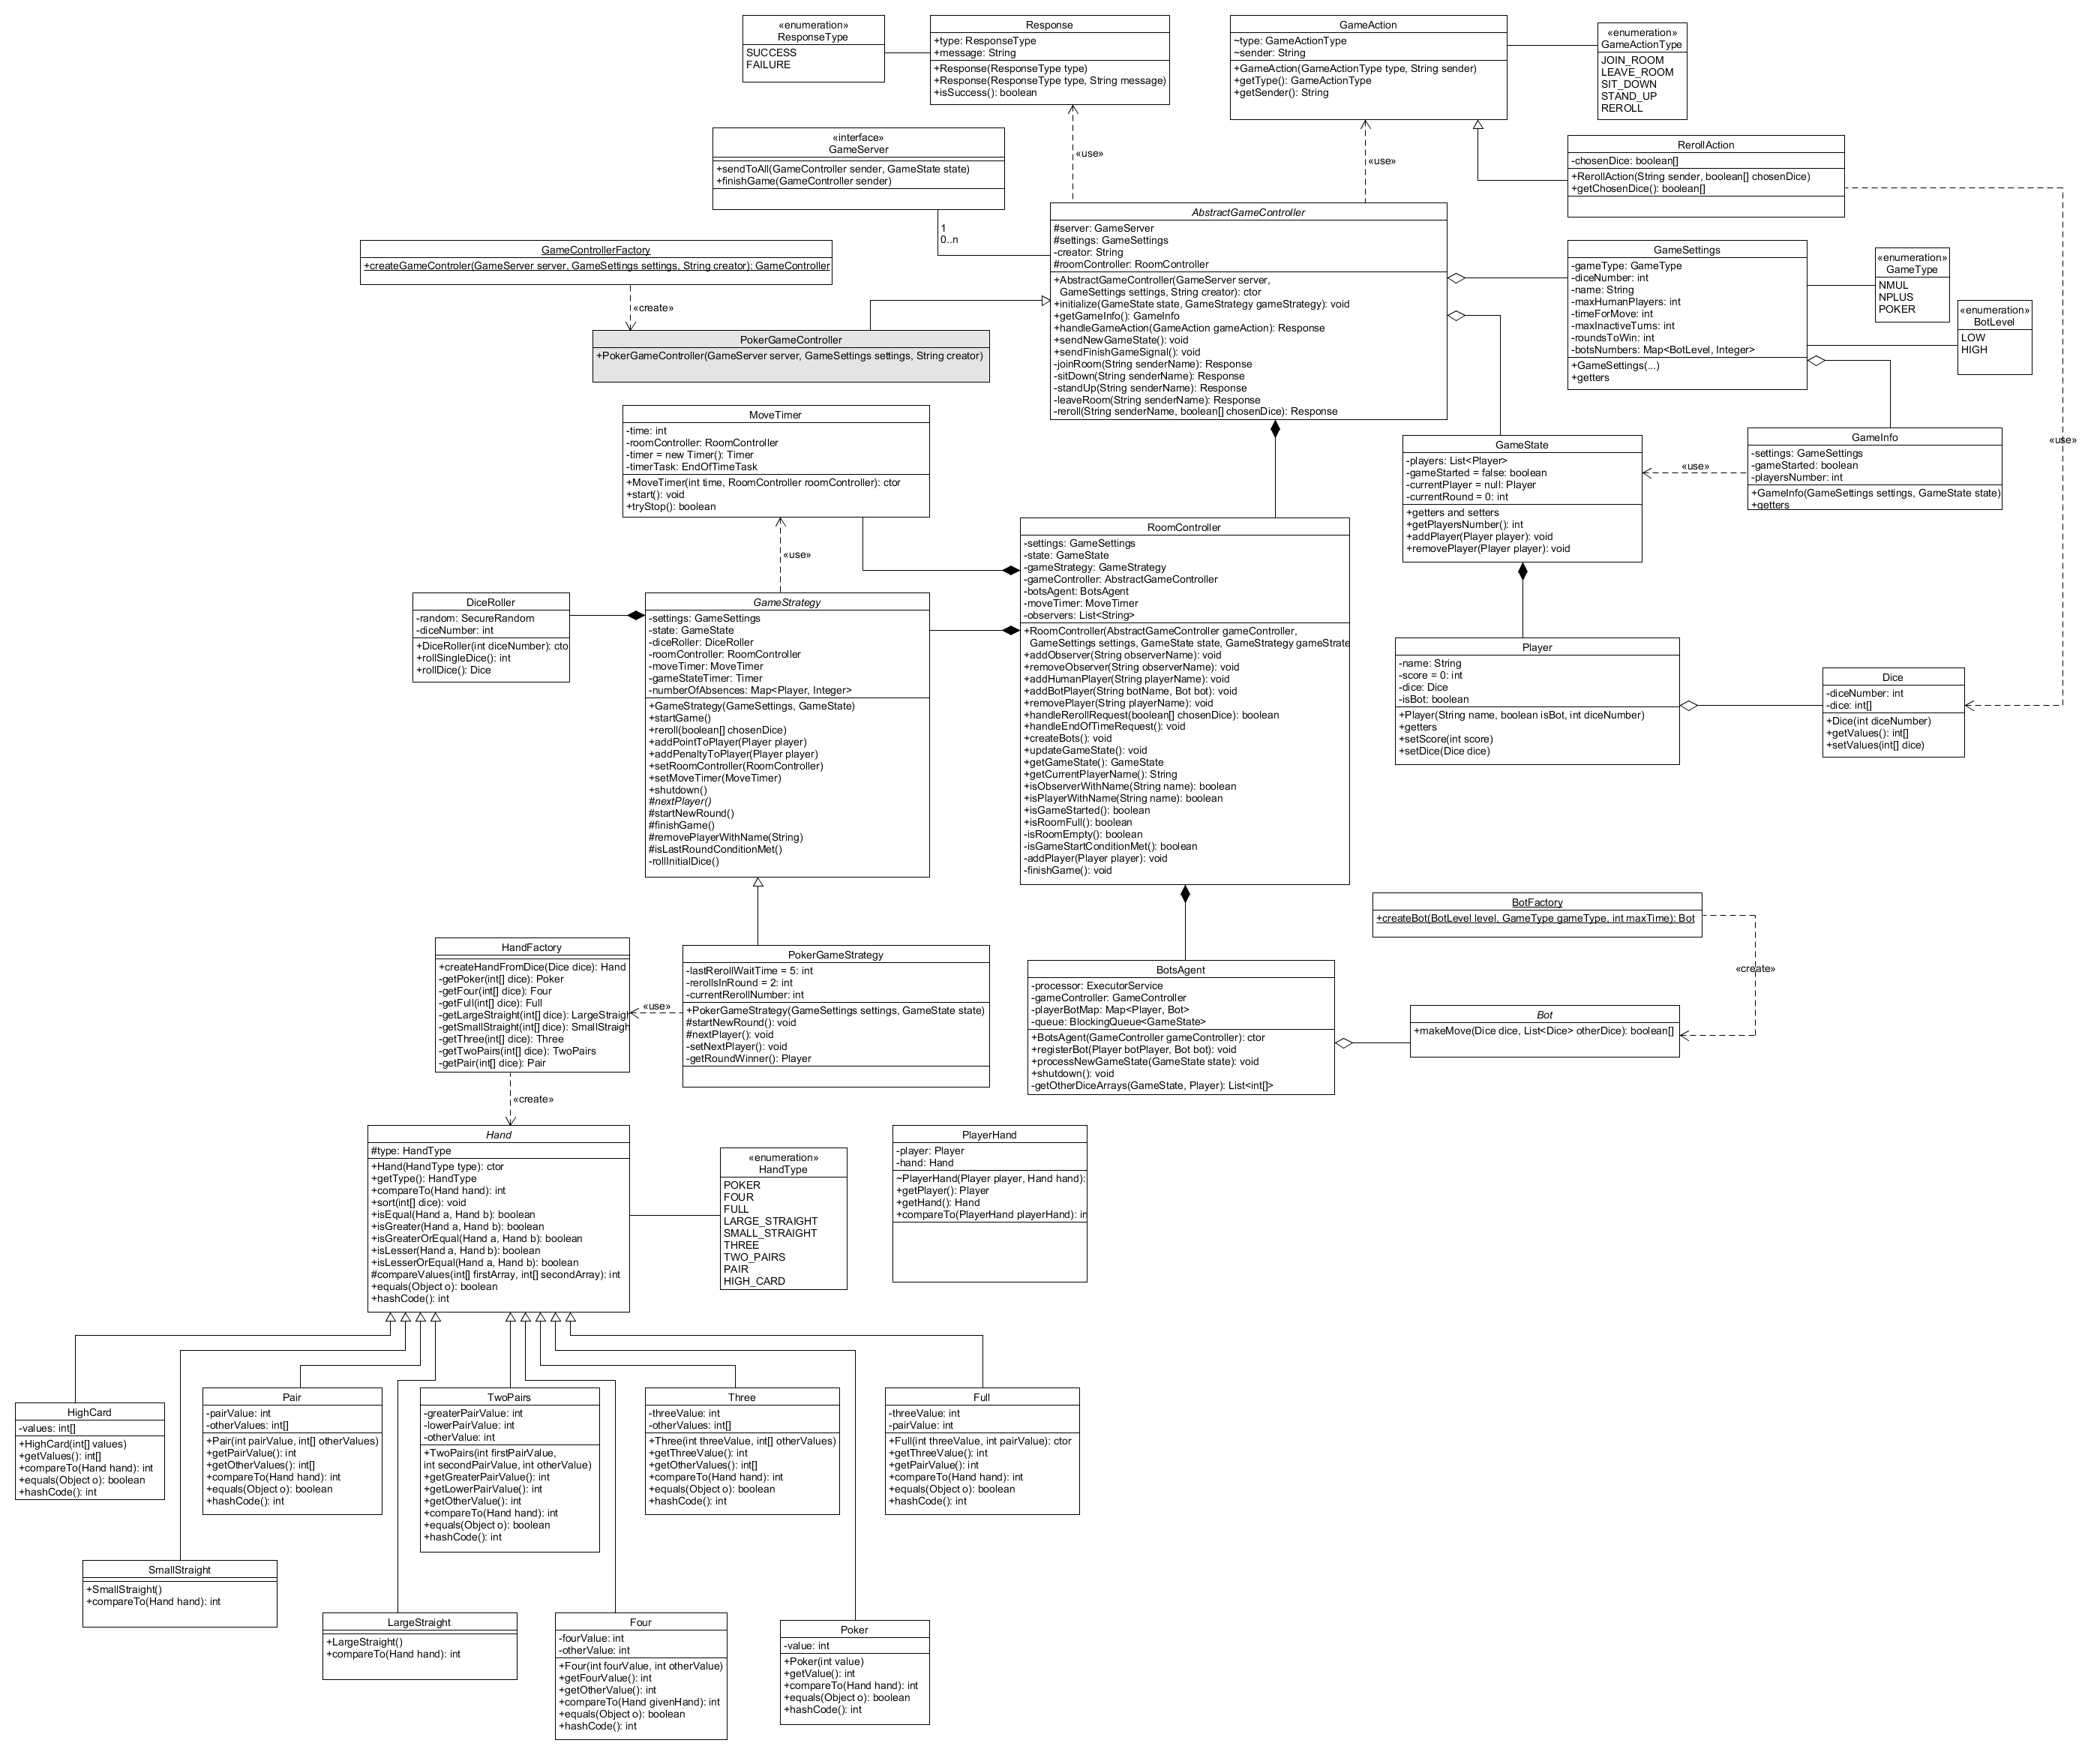 «enumeration»
ResponseType
SUCCESS
FAILURE
Response
+type: ResponseType
+message: String
+Response(ResponseType type)
+Response(ResponseType type, String message)
+isSuccess(): boolean
GameAction
~type: GameActionType
~sender: String
+GameAction(GameActionType type, String sender)
+getType(): GameActionType
+getSender(): String
«enumeration»
GameActionType
JOIN_ROOM
LEAVE_ROOM
SIT_DOWN
STAND_UP
REROLL
«interface»
GameServer
+sendToAll(GameController sender, GameState state)
+finishGame(GameController sender)
«use»
«use»
RerollAction
-chosenDice: boolean[]
+RerollAction(String sender, boolean[] chosenDice)
+getChosenDice(): boolean[]
1
0..n
GameControllerFactory
+createGameControler(GameServer server, GameSettings settings, String creator): GameController
«create»
PokerGameController
+PokerGameController(GameServer server, GameSettings settings, String creator)
AbstractGameController
#server: GameServer
#settings: GameSettings
-creator: String
#roomController: RoomController
+AbstractGameController(GameServer server,
GameSettings settings, String creator): ctor
+initialize(GameState state, GameStrategy gameStrategy): void
+getGameInfo(): GameInfo
+handleGameAction(GameAction gameAction): Response
+sendNewGameState(): void
+sendFinishGameSignal(): void
-joinRoom(String senderName): Response
-sitDown(String senderName): Response
-standUp(String senderName): Response
-leaveRoom(String senderName): Response
-reroll(String senderName, boolean[] chosenDice): Response
GameSettings
-gameType: GameType
-diceNumber: int
-name: String
-maxHumanPlayers: int
-timeForMove: int
-maxInactiveTurns: int
-roundsToWin: int
-botsNumbers: Map<BotLevel, Integer>
+GameSettings(...)
+getters
«enumeration»
GameType
NMUL
NPLUS
POKER
«enumeration»
BotLevel
LOW
HIGH
«use»
MoveTimer
-time: int
-roomController: RoomController
-timer = new Timer(): Timer
-timerTask: EndOfTimeTask
+MoveTimer(int time, RoomController roomController): ctor
+start(): void
+tryStop(): boolean
GameState
-players: List<Player>
-gameStarted = false: boolean
-currentPlayer = null: Player
-currentRound = 0: int
+getters and setters
+getPlayersNumber(): int
+addPlayer(Player player): void
+removePlayer(Player player): void
«use»
GameInfo
-settings: GameSettings
-gameStarted: boolean
-playersNumber: int
+GameInfo(GameSettings settings, GameState state)
+getters
«use»
DiceRoller
-random: SecureRandom
-diceNumber: int
+DiceRoller(int diceNumber): cto
+rollSingleDice(): int
+rollDice(): Dice
GameStrategy
-settings: GameSettings
-state: GameState
-diceRoller: DiceRoller
-roomController: RoomController
-moveTimer: MoveTimer
-gameStateTimer: Timer
-numberOfAbsences: Map<Player, Integer>
+GameStrategy(GameSettings, GameState)
+startGame()
+reroll(boolean[] chosenDice)
+addPointToPlayer(Player player)
+addPenaltyToPlayer(Player player)
+setRoomController(RoomController)
+setMoveTimer(MoveTimer)
+shutdown()
#nextPlayer()
#startNewRound()
#finishGame()
#removePlayerWithName(String)
#isLastRoundConditionMet()
-rollInitialDice()
RoomController
-settings: GameSettings
-state: GameState
-gameStrategy: GameStrategy
-gameController: AbstractGameController
-botsAgent: BotsAgent
-moveTimer: MoveTimer
-observers: List<String>
+RoomController(AbstractGameController gameController,
GameSettings settings, GameState state, GameStrategy gameStrate
+addObserver(String observerName): void
+removeObserver(String observerName): void
+addHumanPlayer(String playerName): void
+addBotPlayer(String botName, Bot bot): void
+removePlayer(String playerName): void
+handleRerollRequest(boolean[] chosenDice): boolean
+handleEndOfTimeRequest(): void
+createBots(): void
+updateGameState(): void
+getGameState(): GameState
+getCurrentPlayerName(): String
+isObserverWithName(String name): boolean
+isPlayerWithName(String name): boolean
+isGameStarted(): boolean
+isRoomFull(): boolean
-isRoomEmpty(): boolean
-isGameStartConditionMet(): boolean
-addPlayer(Player player): void
-finishGame(): void
Player
-name: String
-score = 0: int
-dice: Dice
-isBot: boolean
+Player(String name, boolean isBot, int diceNumber)
+getters
+setScore(int score)
+setDice(Dice dice)
Dice
-diceNumber: int
-dice: int[]
+Dice(int diceNumber)
+getValues(): int[]
+setValues(int[] dice)
BotFactory
+createBot(BotLevel level, GameType gameType, int maxTime): Bot
«create»
HandFactory
+createHandFromDice(Dice dice): Hand
-getPoker(int[] dice): Poker
-getFour(int[] dice): Four
-getFull(int[] dice): Full
-getLargeStraight(int[] dice): LargeStraigh
-getSmallStraight(int[] dice): SmallStraigh
-getThree(int[] dice): Three
-getTwoPairs(int[] dice): TwoPairs
-getPair(int[] dice): Pair
«use»
PokerGameStrategy
-lastRerollWaitTime = 5: int
-rerollsInRound = 2: int
-currentRerollNumber: int
+PokerGameStrategy(GameSettings settings, GameState state)
#startNewRound(): void
#nextPlayer(): void
-setNextPlayer(): void
-getRoundWinner(): Player
BotsAgent
-processor: ExecutorService
-gameController: GameController
-playerBotMap: Map<Player, Bot>
-queue: BlockingQueue<GameState>
+BotsAgent(GameController gameController): ctor
+registerBot(Player botPlayer, Bot bot): void
+processNewGameState(GameState state): void
+shutdown(): void
-getOtherDiceArrays(GameState, Player): List<int[]>
Bot
+makeMove(Dice dice, List<Dice> otherDice): boolean[]
«create»
Hand
#type: HandType
+Hand(HandType type): ctor
+getType(): HandType
+compareTo(Hand hand): int
+sort(int[] dice): void
+isEqual(Hand a, Hand b): boolean
+isGreater(Hand a, Hand b): boolean
+isGreaterOrEqual(Hand a, Hand b): boolean
+isLesser(Hand a, Hand b): boolean
+isLesserOrEqual(Hand a, Hand b): boolean
#compareValues(int[] firstArray, int[] secondArray): int
+equals(Object o): boolean
+hashCode(): int
«enumeration»
HandType
POKER
FOUR
FULL
LARGE_STRAIGHT
SMALL_STRAIGHT
THREE
TWO_PAIRS
PAIR
HIGH_CARD
PlayerHand
-player: Player
-hand: Hand
~PlayerHand(Player player, Hand hand):
+getPlayer(): Player
+getHand(): Hand
+compareTo(PlayerHand playerHand): in
HighCard
-values: int[]
+HighCard(int[] values)
+getValues(): int[]
+compareTo(Hand hand): int
+equals(Object o): boolean
+hashCode(): int
Pair
-pairValue: int
-otherValues: int[]
+Pair(int pairValue, int[] otherValues)
+getPairValue(): int
+getOtherValues(): int[]
+compareTo(Hand hand): int
+equals(Object o): boolean
+hashCode(): int
TwoPairs
-greaterPairValue: int
-lowerPairValue: int
-otherValue: int
+TwoPairs(int firstPairValue,
int secondPairValue, int otherValue)
+getGreaterPairValue(): int
+getLowerPairValue(): int
+getOtherValue(): int
+compareTo(Hand hand): int
+equals(Object o): boolean
+hashCode(): int
Three
-threeValue: int
-otherValues: int[]
+Three(int threeValue, int[] otherValues)
+getThreeValue(): int
+getOtherValues(): int[]
+compareTo(Hand hand): int
+equals(Object o): boolean
+hashCode(): int
Full
-threeValue: int
-pairValue: int
+Full(int threeValue, int pairValue): ctor
+getThreeValue(): int
+getPairValue(): int
+compareTo(Hand hand): int
+equals(Object o): boolean
+hashCode(): int
SmallStraight
+SmallStraight()
+compareTo(Hand hand): int
LargeStraight
+LargeStraight()
+compareTo(Hand hand): int
Four
-fourValue: int
-otherValue: int
+Four(int fourValue, int otherValue)
+getFourValue(): int
+getOtherValue(): int
+compareTo(Hand givenHand): int
+equals(Object o): boolean
+hashCode(): int
Poker
-value: int
+Poker(int value)
+getValue(): int
+compareTo(Hand hand): int
+equals(Object o): boolean
+hashCode(): int